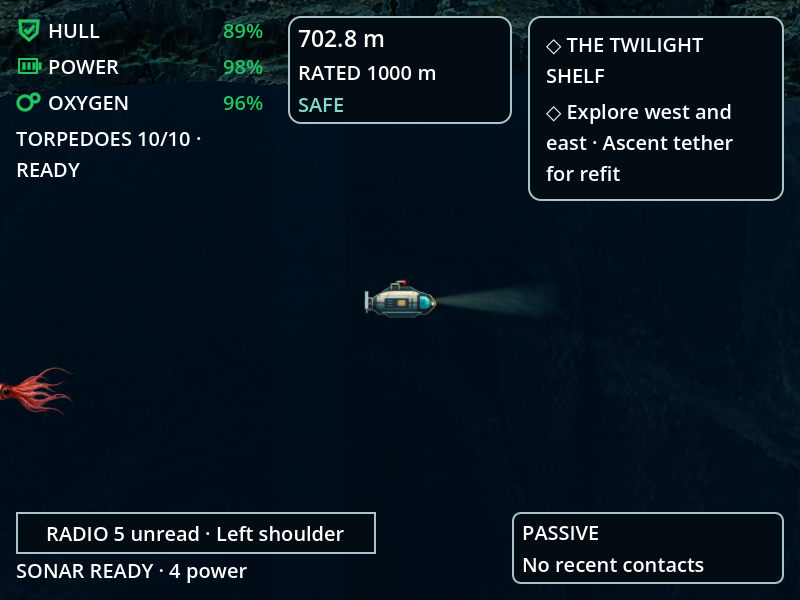 HULL 89%
POWER 98%
OXYGEN 96%
TORPEDOES 10/10 ·
READY
702.8 m
RATED 1000 m
SAFE
◇ THE TWILIGHT
SHELF
◇ Explore west and
east · Ascent tether
for refit
RADIO 5 unread · Left shoulder
SONAR READY · 4 power
PASSIVE
No recent contacts